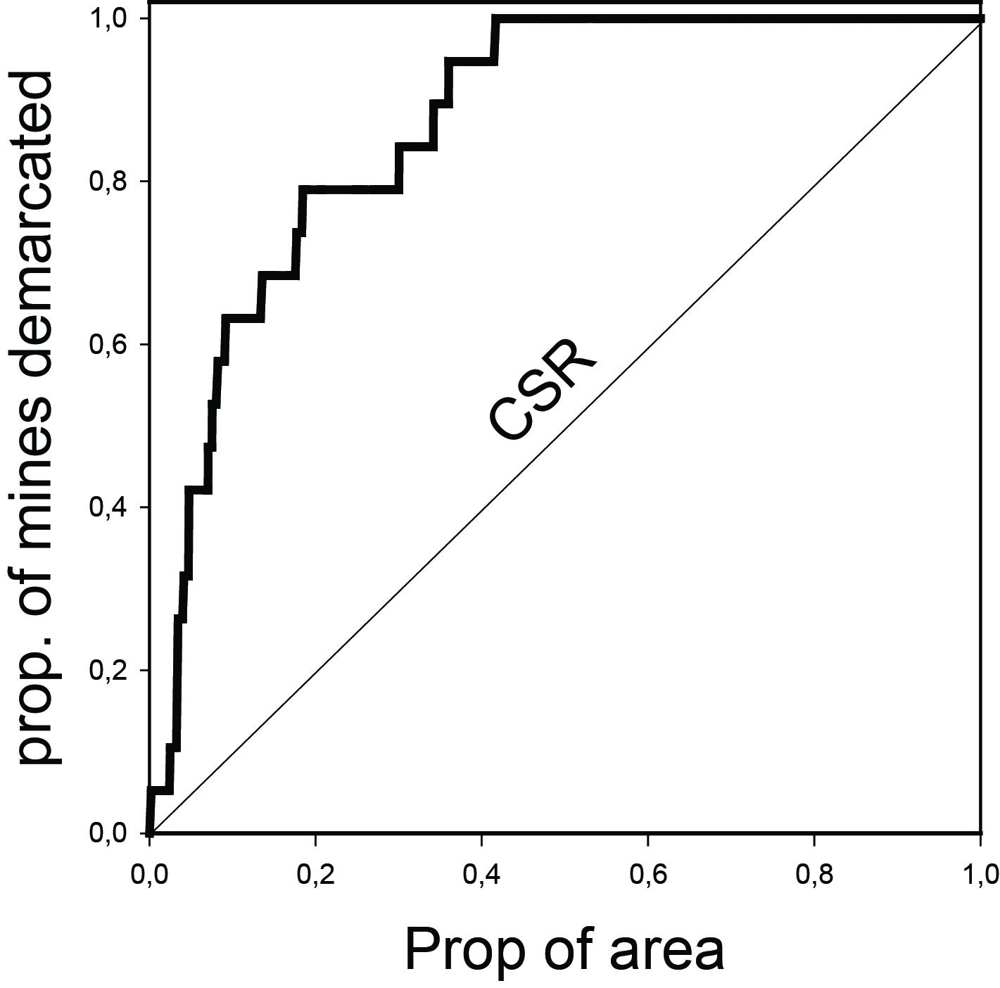 prop. of mines demarcated
1,0
0,8
0,6
0,4
0,2
0,0
CSR
0,0 0,2 0,4 0,6 0,8 1,0
Prop of area